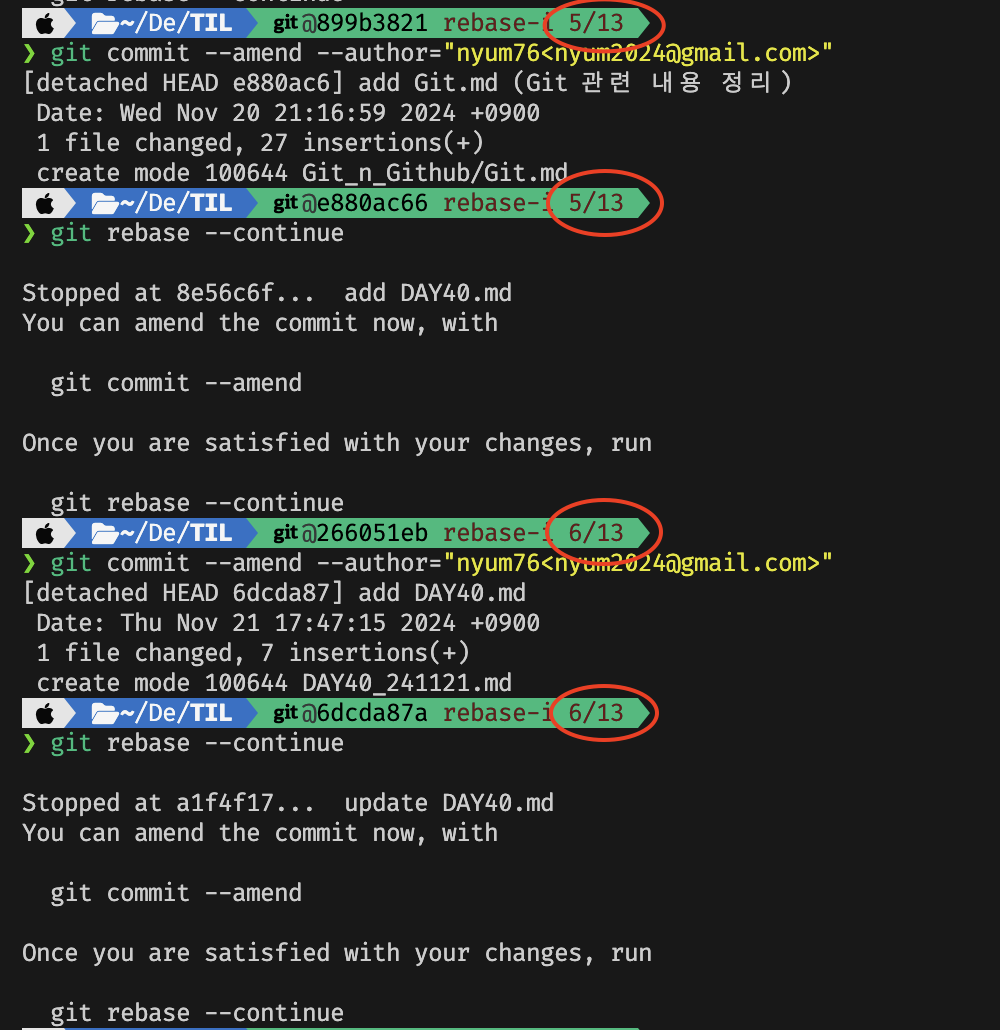 ~/De/TIL git@899b3821 rebase-i 5/13
❯ git commit --amend --author="nyum76<nyum2024@gmail.com>"
[detached HEAD e880ac6] add Git.md (Git 관련 내용 정리)
Date: Wed Nov 20 21:16:59 2024 +0900
1 file changed, 27 insertions(+)
create mode 100644 Git_n_Github/Git.md
~/De/TIL git@e880ac66 rebase-i 5/13
❯ git rebase --continue
Stopped at 8e56c6f... add DAY40.md
You can amend the commit now, with
git commit --amend
Once you are satisfied with your changes, run
git rebase --continue
~/De/TIL git@266051eb rebase-i 6/13
❯ git commit --amend --author="nyum76<nyum2024@gmail.com>"
[detached HEAD 6dcda87] add DAY40.md
Date: Thu Nov 21 17:47:15 2024 +0900
1 file changed, 7 insertions(+)
create mode 100644 DAY40_241121.md
~/De/TIL git@6dcda87a rebase-i 6/13
❯ git rebase --continue
Stopped at a1f4f17... update DAY40.md
You can amend the commit now, with
git commit --amend
Once you are satisfied with your changes, run
git rebase --continue